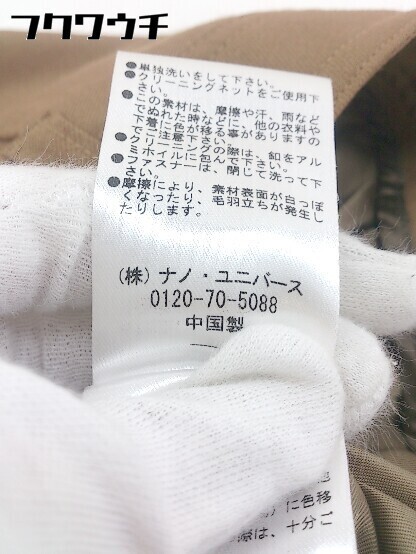 フクワウチ
●単独洗いをして下さい。
●クリーニングネットをご使用下
さい。
●この素材は、摩擦や汗、雨など
でぬれた時などに、他の衣料や
下着に色が移る事がありますの
でご注意下さい。
●クリーニングの際は、釦をアル
ミホイルに包んで下さい。
●ファスナーは、閉じて洗って下
さい。
●摩擦により、素材表面が白っぽ
くなったり、毛羽立ちが発生し
たりします。
(株)ナノ・ユニバース
0120-70-5088
中国製
に色移
際は、十分ご